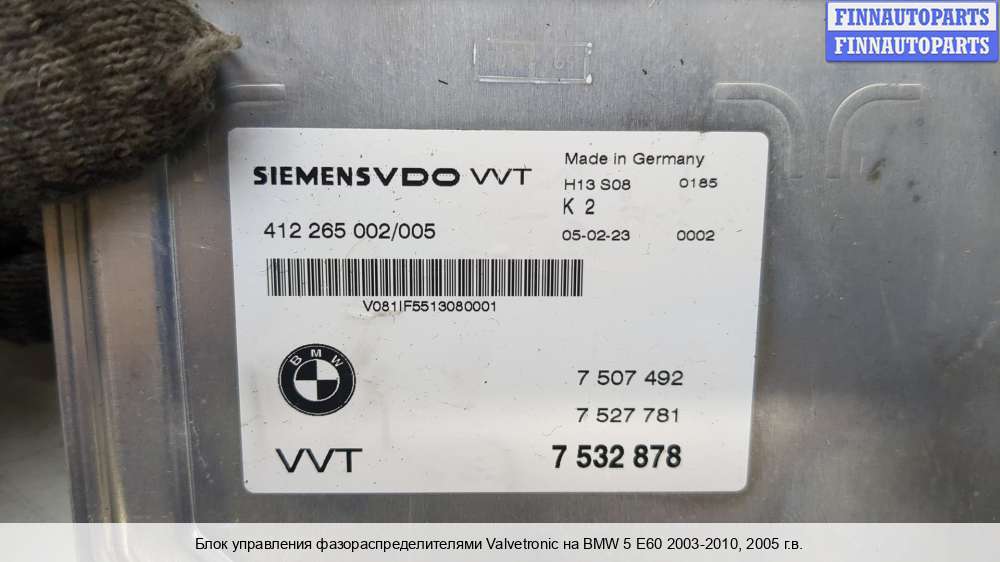 FINNAUTOPARTS
FINNAUTOPARTS
SIEMENSVDO VVT
Made in Germany
H13 S08 0185
K 2
412 265 002/005
05-02-23 0002
V081IF5513080001
BMW
7 507 492
7 527 781
VVT
7 532 878
Блок управления фазораспределителями Valvetronic на BMW 5 E60 2003-2010, 2005 г.в.